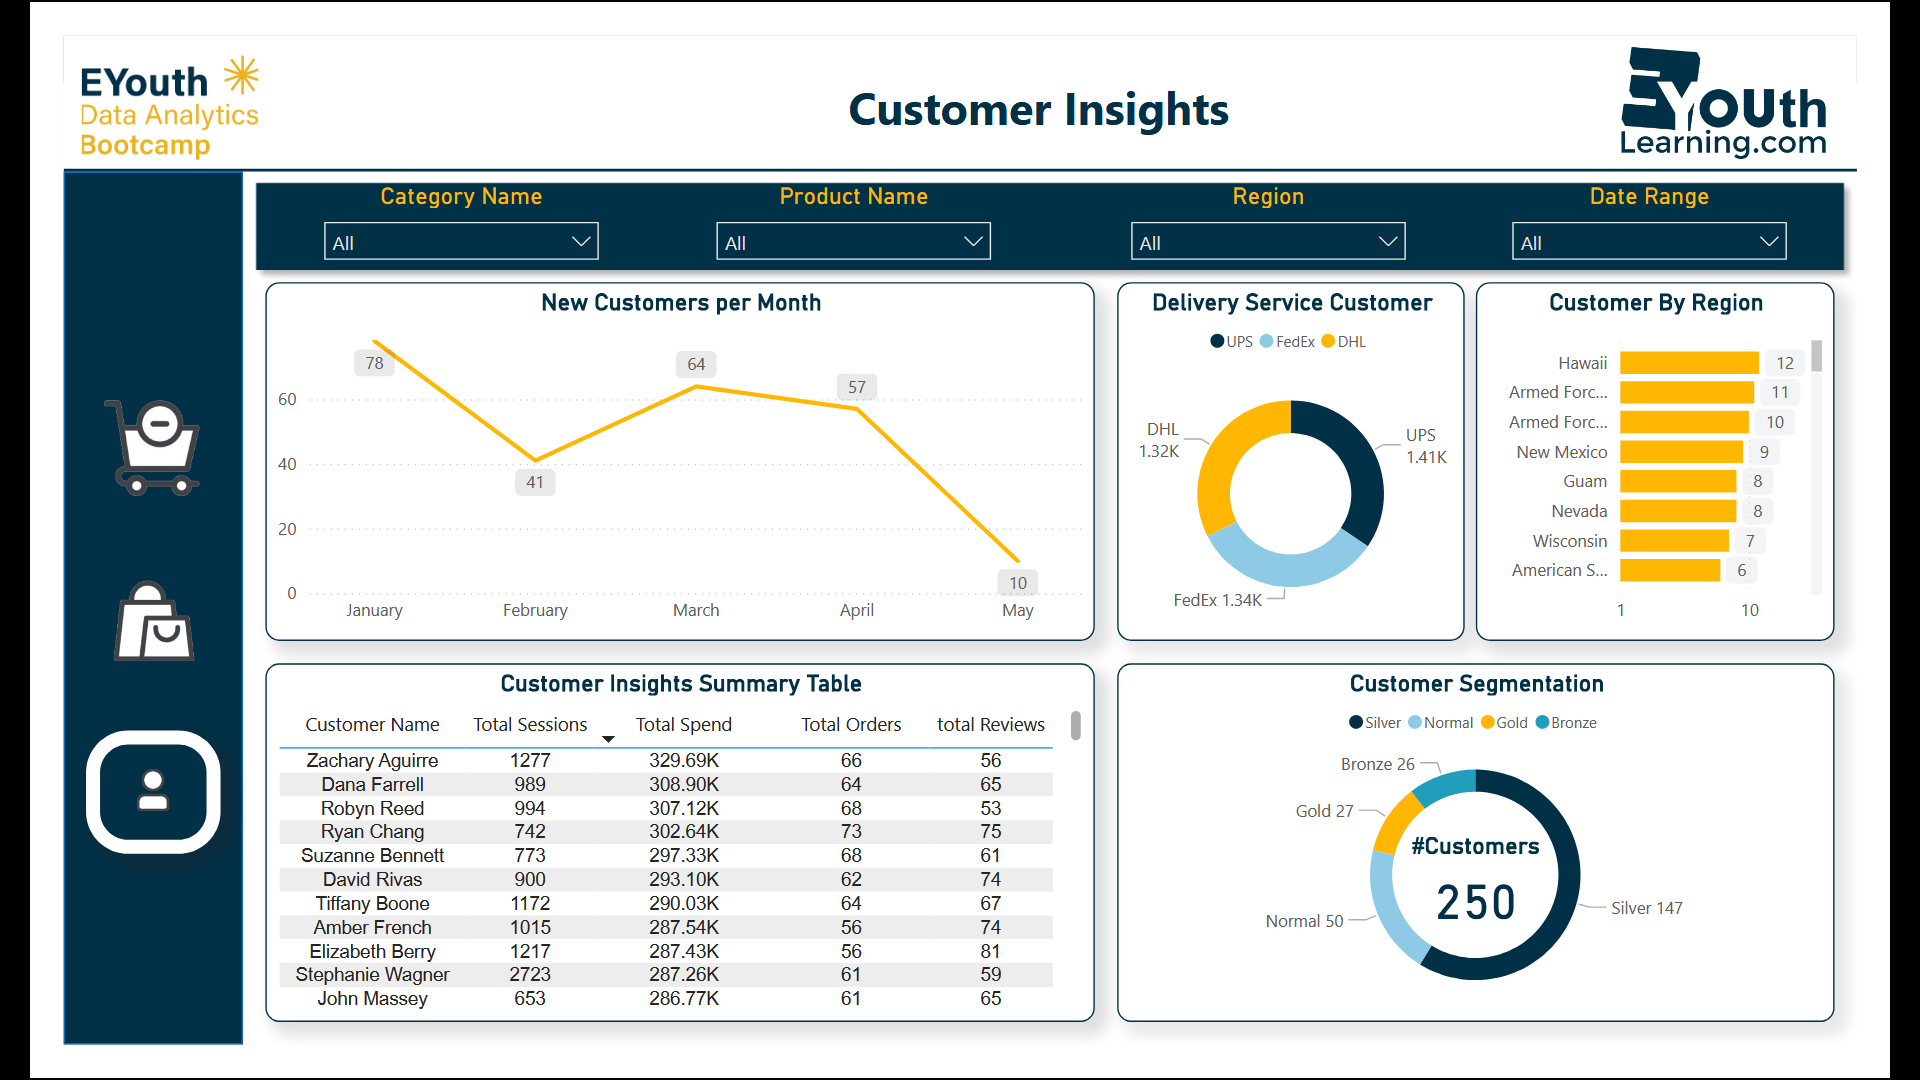 EYouth
Data Analytics
Bootcamp
Customer Insights
EYouth
Learning.com
Category Name
Product Name
Region
Date Range
All
All
All
All
New Customers per Month
78
41
64
57
10
60
40
20
0
January February March April May
Delivery Service Customer
UPS FedEx DHL
DHL
1.32K
UPS
1.41K
FedEx 1.34K
Customer By Region
Hawaii 12
Armed Forc... 11
Armed Forc... 10
New Mexico 9
Guam 8
Nevada 8
Wisconsin 7
American S... 6
1 10
Customer Insights Summary Table
Customer Name Total Sessions Total Spend Total Orders total Reviews
Zachary Aguirre 1277 329.69K 66 56
Dana Farrell 989 308.90K 64 65
Robyn Reed 994 307.12K 68 53
Ryan Chang 742 302.64K 73 75
Suzanne Bennett 773 297.33K 68 61
David Rivas 900 293.10K 62 74
Tiffany Boone 1172 290.03K 64 67
Amber French 1015 287.54K 56 74
Elizabeth Berry 1217 287.43K 56 81
Stephanie Wagner 2723 287.26K 61 59
John Massey 653 286.77K 61 65
Customer Segmentation
Silver Normal Gold Bronze
Bronze 26
Gold 27
Normal 50
Silver 147
#Customers
250